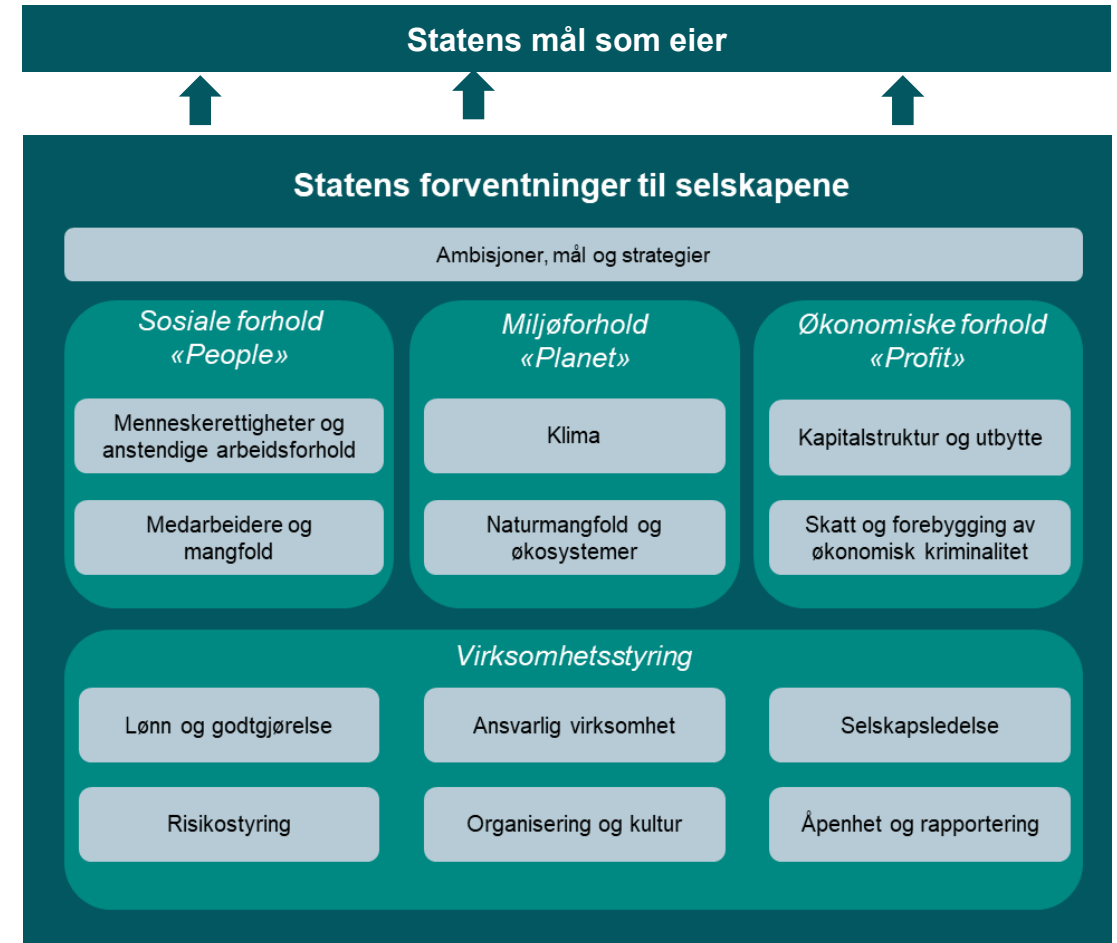 Statens mål som eier
Statens forventninger til selskapene
Ambisjoner, mål og strategier
Sosiale forhold
«People»
Menneskerettigheter og
anstendige arbeidsforhold
Medarbeidere og
mangfold
Miljøforhold
«Planet»
Klima
Naturmangfold og
økosystemer
Økonomiske forhold
«Profit»
Kapitalstruktur og utbytte
Skatt og forebygging av
økonomisk kriminalitet
Virksomhetsstyring
Lønn og godtgjørelse
Ansvarlig virksomhet
Selskapsledelse
Risikostyring
Organisering og kultur
Åpenhet og rapportering